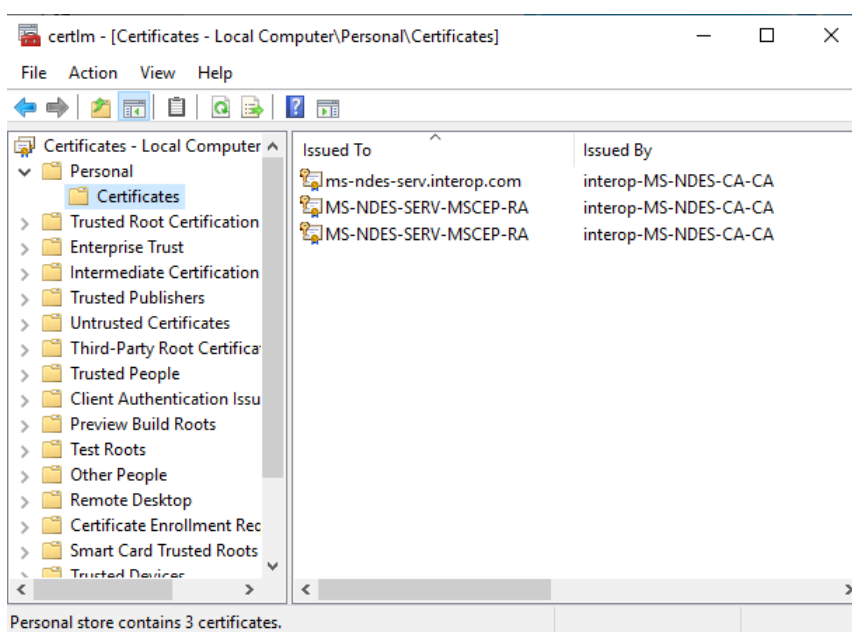 certlm - [Certificates - Local Computer\Personal\Certificates]
File Action View Help
Certificates - Local Computer
Personal
Certificates
Trusted Root Certification
Enterprise Trust
Intermediate Certification
Trusted Publishers
Untrusted Certificates
Third-Party Root Certifica
Trusted People
Client Authentication Issu
Preview Build Roots
Test Roots
Other People
Remote Desktop
Certificate Enrollment Rec
Smart Card Trusted Roots
Trusted Devices
Issued To Issued By
ms-ndes-serv.interop.com interop-MS-NDES-CA-CA
MS-NDES-SERV-MSCEP-RA interop-MS-NDES-CA-CA
MS-NDES-SERV-MSCEP-RA interop-MS-NDES-CA-CA
Personal store contains 3 certificates.